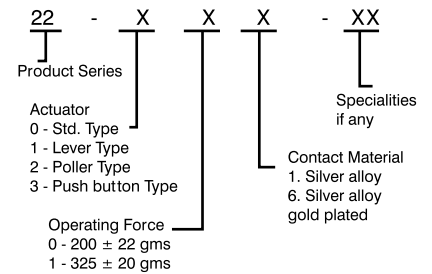 22 - X X X - XX
Product Series
Specialities
if any
Actuator
0 - Std. Type
1 - Lever Type
2 - Poller Type
3 - Push button Type
Contact Material
1. Silver alloy
6. Silver alloy
gold plated
Operating Force
0 - 200 ± 22 gms
1 - 325 ± 20 gms